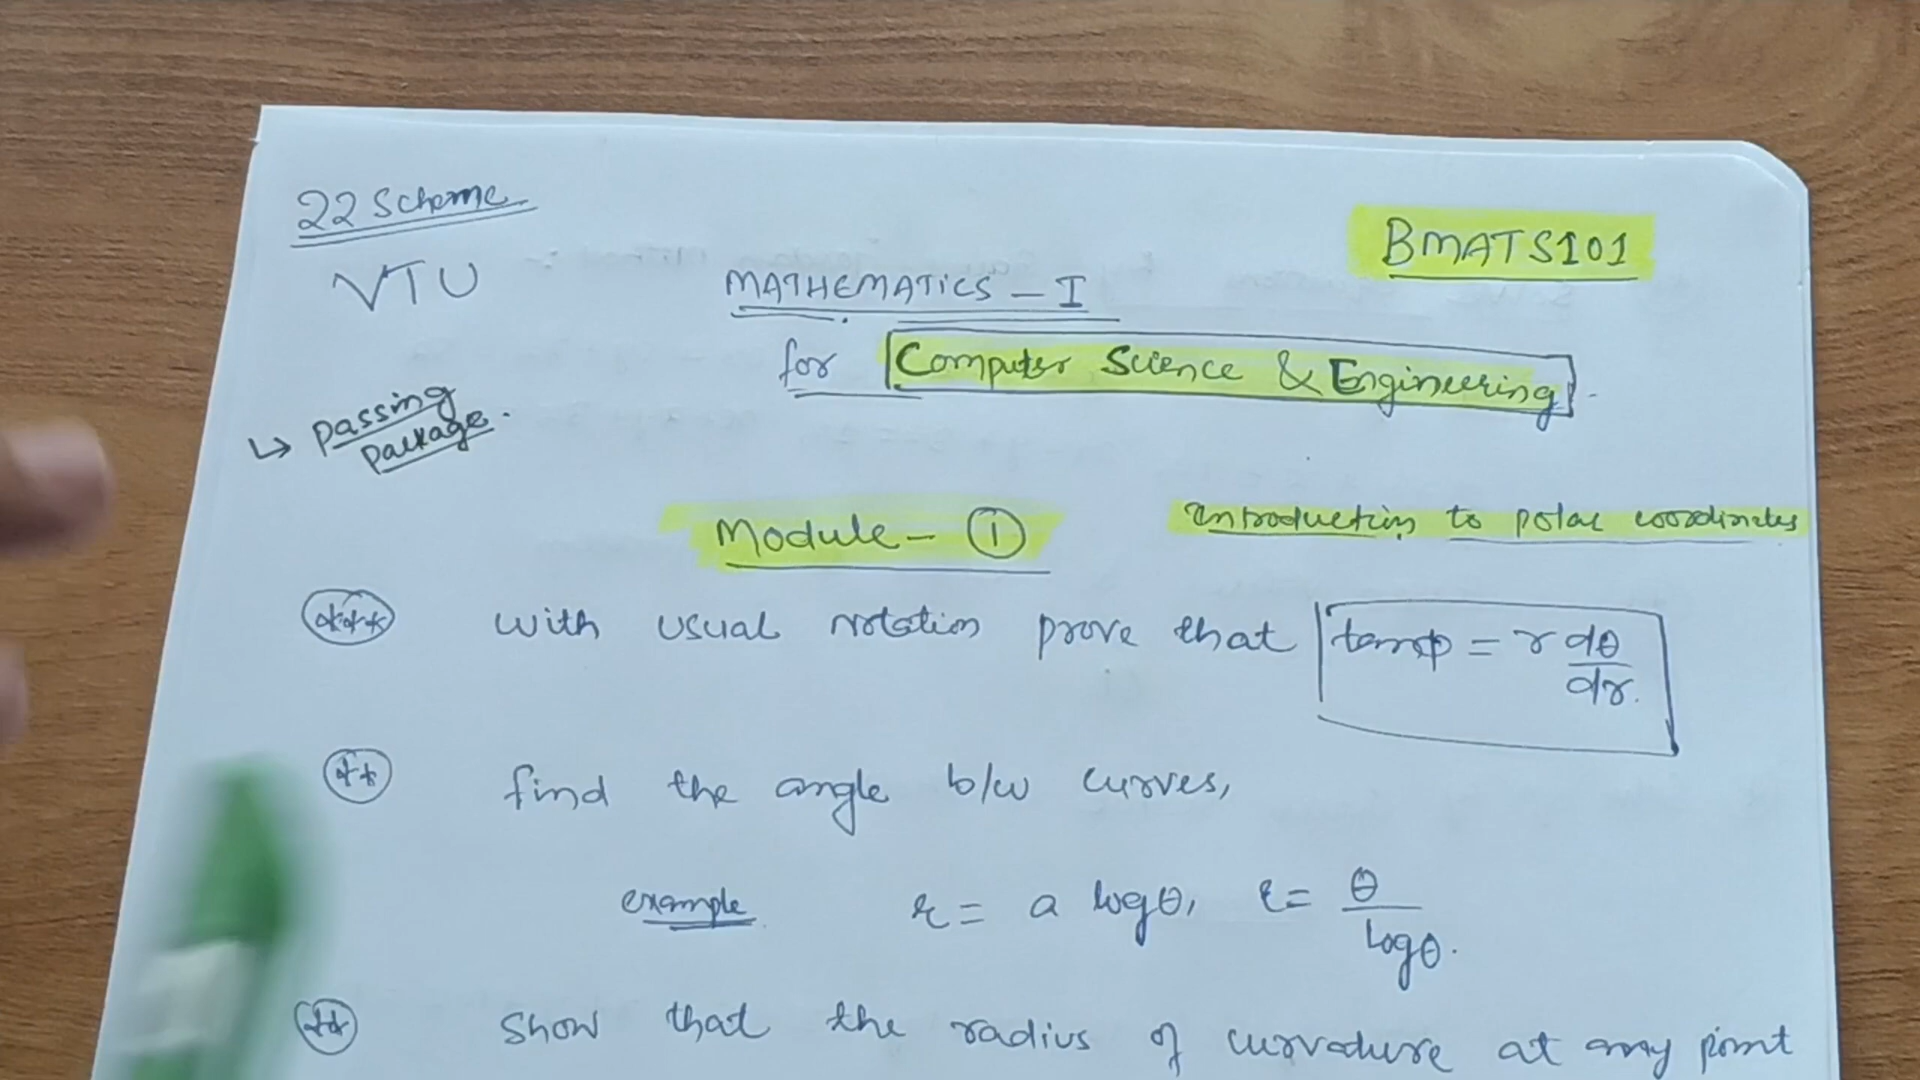 22 Scheme
BMATS101
VTU
MATHEMATICS - I
for Computer Science & Engineering.
↳ passing package.
Module - ①
Introduction to polar coordinates
*** with usual notation prove that tanφ = r dθ/dr.
** find the angle b/w curves,
example r = a logθ, r = θ/logθ.
** Show that the radius of curvature at any point